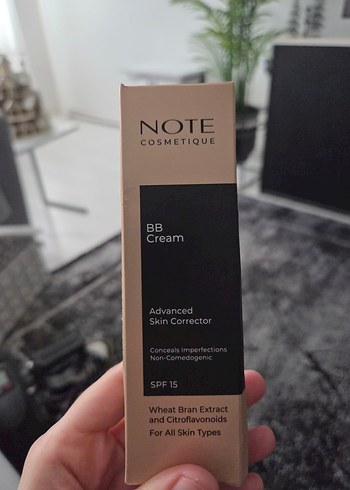 NOTE
COSMETIQUE
BB
Cream
Advanced
Skin Corrector
Conceals Imperfections
Non-Comedogenic
SPF 15
Wheat Bran Extract
and Citroflavonoids
For All Skin Types